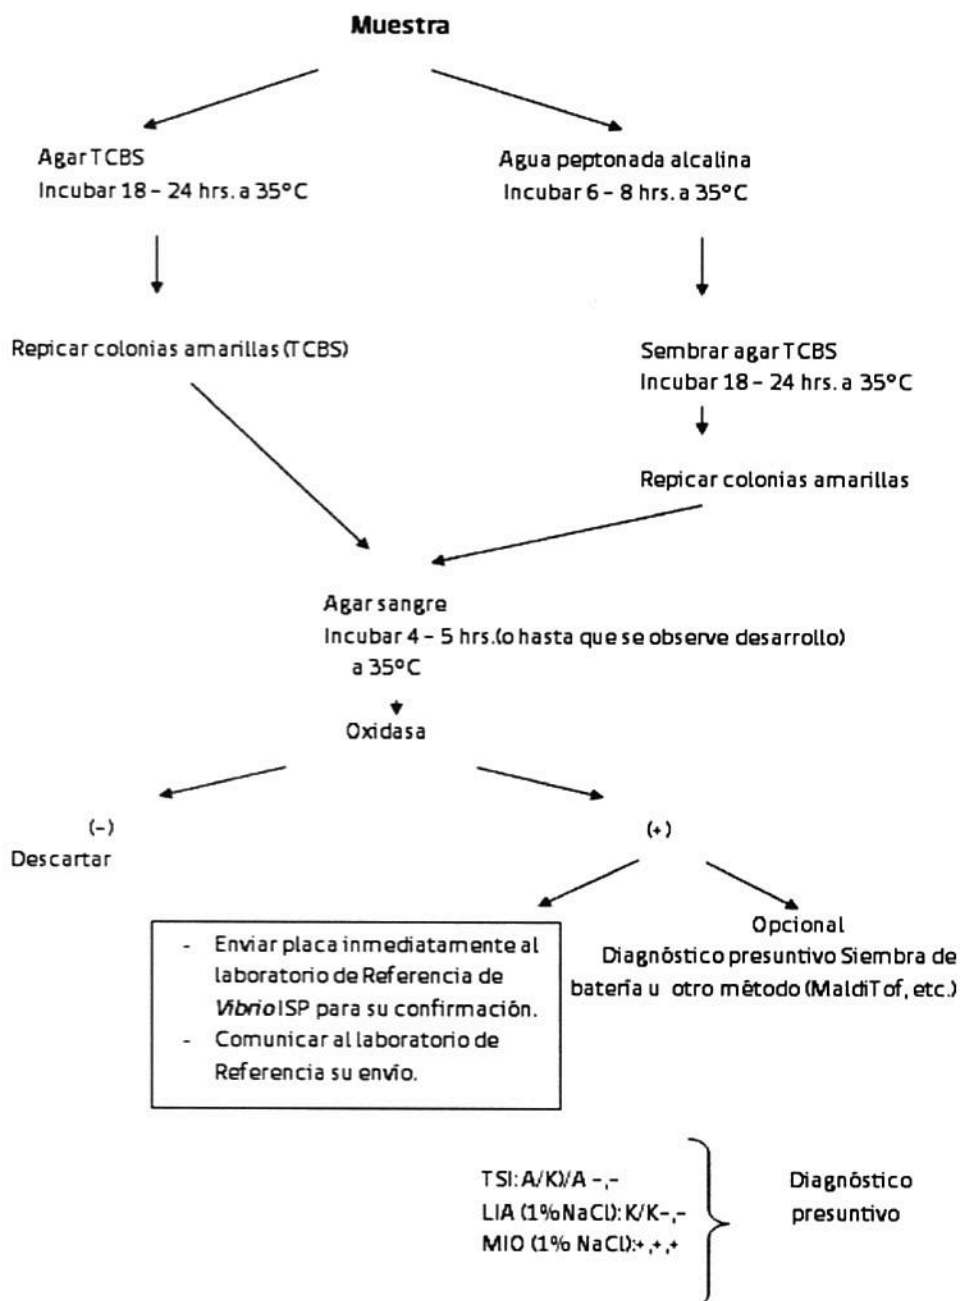 Muestra
Agar TCBS
Incubar 18 – 24 hrs. a 35°C
Agua peptonada alcalina
Incubar 6 – 8 hrs. a 35°C
Repicar colonias amarillas (TCBS)
Sembrar agar TCBS
Incubar 18 – 24 hrs. a 35°C
Repicar colonias amarillas
Agar sangre
Incubar 4 – 5 hrs.(o hasta que se observe desarrollo)
a 35°C
Oxidasa
(-)
Descartar
(+)
- Enviar placa inmediatamente al
laboratorio de Referencia de
Vibrio ISP para su confirmación.
- Comunicar al laboratorio de
Referencia su envío.
Opcional
Diagnóstico presuntivo Siembra de
batería u otro método (MaldiTof, etc.)
TSI: A/K)/A -,-
LIA (1% NaCl): K/K-,-
MIO (1% NaCl):+,+,+
Diagnóstico
presuntivo